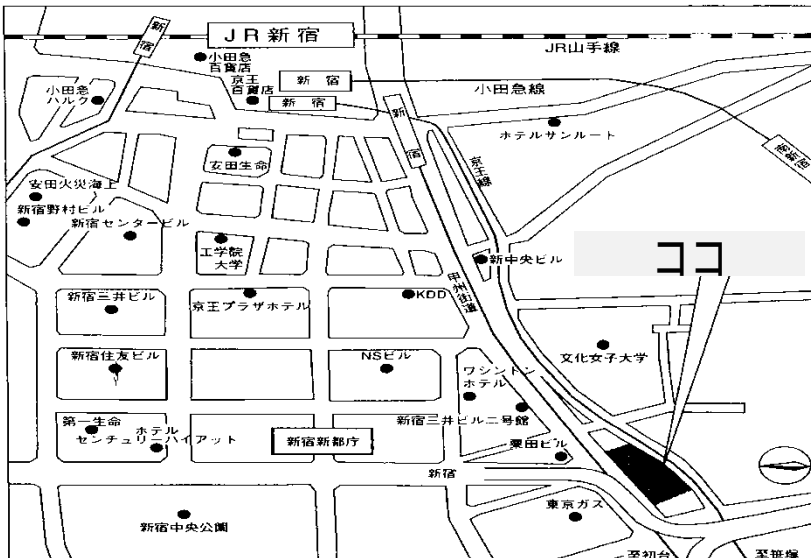 新宿
JR新宿
JR山手線
小田急
百貨店
小田急
ハルク
京王
百貨店
新宿
新宿
小田急線
新宿
ホテルサンルート
南新宿
安田生命
京王線
安田火災海上
新宿野村ビル
新宿センタービル
工学院
大学
新中央ビル
ココ
甲州街道
新宿三井ビル
京王プラザホテル
KDD
新宿住友ビル
NSビル
文化女子大学
ワシントン
ホテル
新宿三井ビル二号館
第一生命
ホテル
センチュリーハイアット
新宿新都庁
栗田ビル
新宿
東京ガス
新宿中央公園
至初台
至笹塚